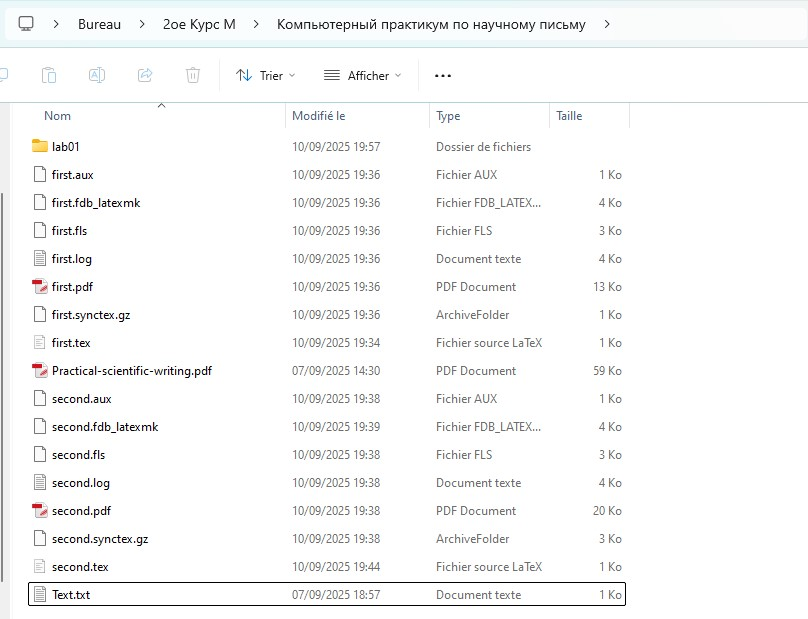 Bureau > 2ое Курс М > Компьютерный практикум по научному письму >
Trier Afficher ...
Nom Modifié le Type Taille
lab01 10/09/2025 19:57 Dossier de fichiers
first.aux 10/09/2025 19:36 Fichier AUX 1 Ko
first.fdb_latexmk 10/09/2025 19:36 Fichier FDB_LATEX... 4 Ko
first.fls 10/09/2025 19:36 Fichier FLS 3 Ko
first.log 10/09/2025 19:36 Document texte 4 Ko
first.pdf 10/09/2025 19:36 PDF Document 13 Ko
first.synctex.gz 10/09/2025 19:36 ArchiveFolder 1 Ko
first.tex 10/09/2025 19:34 Fichier source LaTeX 1 Ko
Practical-scientific-writing.pdf 07/09/2025 14:30 PDF Document 59 Ko
second.aux 10/09/2025 19:38 Fichier AUX 1 Ko
second.fdb_latexmk 10/09/2025 19:39 Fichier FDB_LATEX... 4 Ko
second.fls 10/09/2025 19:38 Fichier FLS 3 Ko
second.log 10/09/2025 19:38 Document texte 4 Ko
second.pdf 10/09/2025 19:38 PDF Document 20 Ko
second.synctex.gz 10/09/2025 19:38 ArchiveFolder 3 Ko
second.tex 10/09/2025 19:44 Fichier source LaTeX 1 Ko
Text.txt 07/09/2025 18:57 Document texte 1 Ko